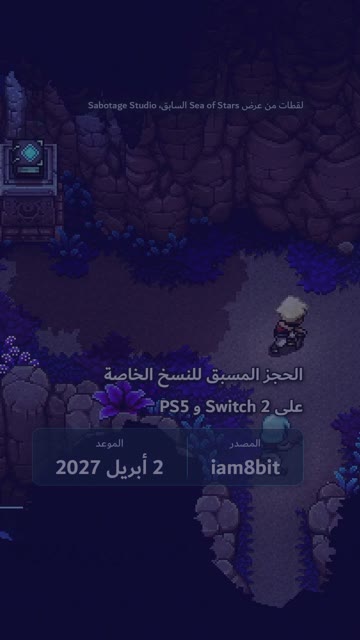 لقطات من عرض Sea of Stars السابق، Sabotage Studio
الحجز المسبق للنسخ الخاصة
على Switch 2 و PS5
المصدر
iam8bit
الموعد
2 أبريل 2027